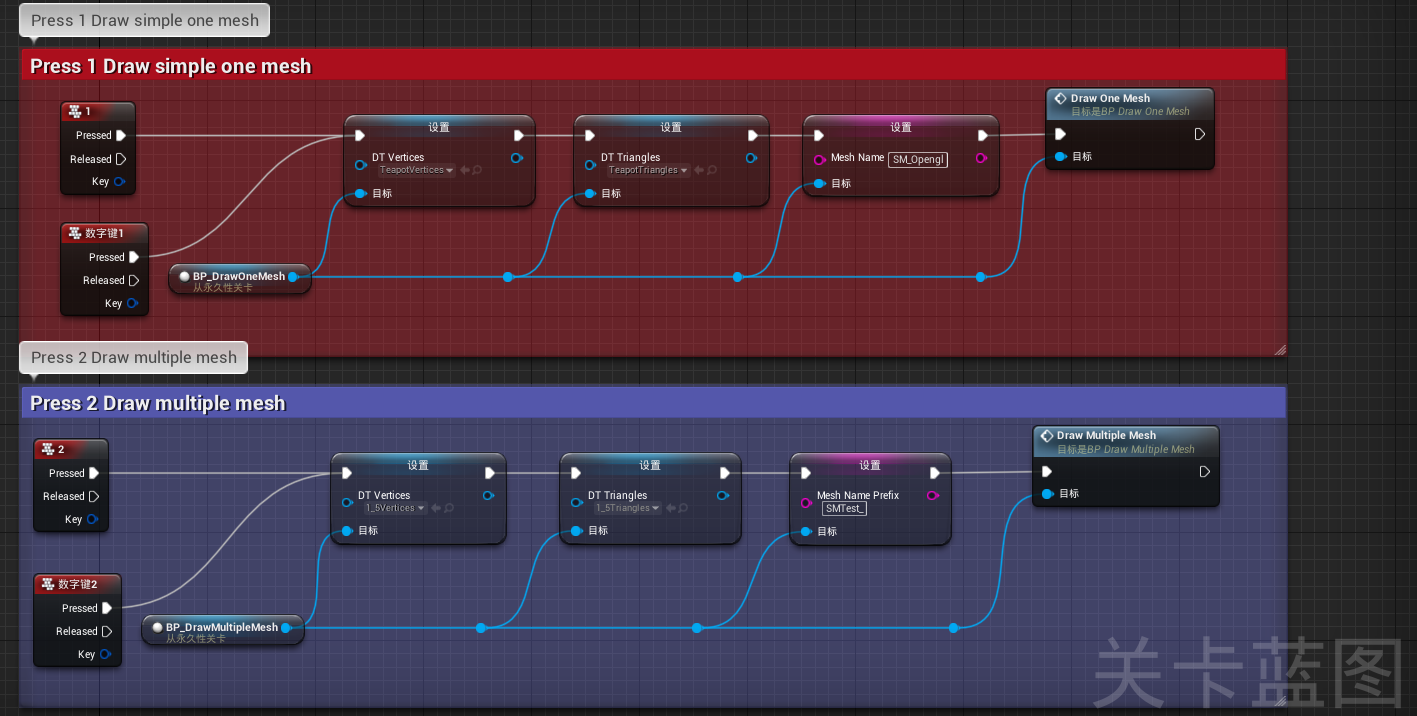 Press 1 Draw simple one mesh
Press 1 Draw simple one mesh
1
Pressed
Released
Key
数字键1
Pressed
Released
Key
BP_DrawOneMesh
从永久性关卡
设置
DT Vertices
TeapotVertices
目标
设置
DT Triangles
TeapotTriangles
目标
设置
Mesh Name SM_Opengl
目标
Draw One Mesh
目标是BP Draw One Mesh
目标
Press 2 Draw multiple mesh
Press 2 Draw multiple mesh
2
Pressed
Released
Key
数字键2
Pressed
Released
Key
BP_DrawMultipleMesh
从永久性关卡
设置
DT Vertices
1_5Vertices
目标
设置
DT Triangles
1_5Triangles
目标
设置
Mesh Name Prefix
SMTest_
目标
Draw Multiple Mesh
目标是BP Draw Multiple Mesh
目标
关卡蓝图